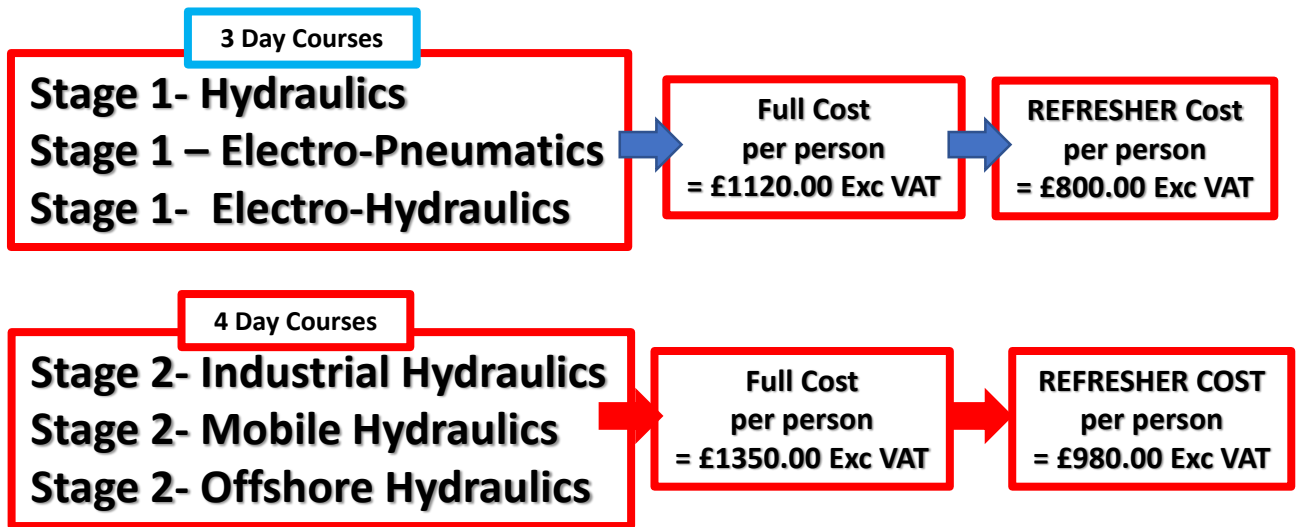 3 Day Courses
Stage 1- Hydraulics
Stage 1 – Electro-Pneumatics
Stage 1-  Electro-Hydraulics
Full Cost
per person
= £1120.00 Exc VAT
REFRESHER Cost
per person
= £800.00 Exc VAT
4 Day Courses
Stage 2- Industrial Hydraulics
Stage 2- Mobile Hydraulics
Stage 2- Offshore Hydraulics
Full Cost
per person
= £1350.00 Exc VAT
REFRESHER COST
per person
= £980.00 Exc VAT